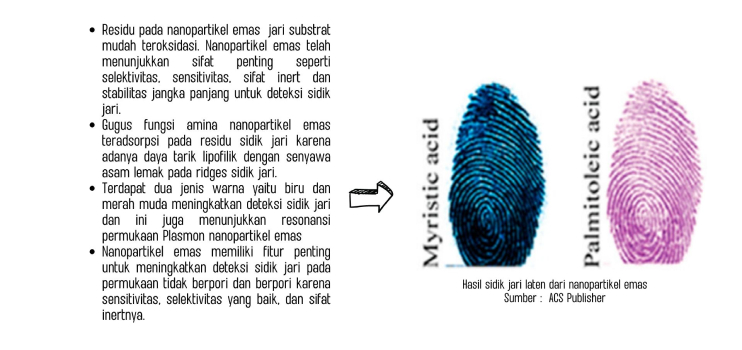 Residu pada nanopartikel emas jari substrat
mudah teroksidasi. Nanopartikel emas telah
menunjukkan sifat penting seperti
selektivitas, sensitivitas, sifat inert dan
stabilitas jangka panjang untuk deteksi sidik
jari.
Gugus fungsi amina nanopartikel emas
teradsorpsi pada residu sidik jari karena
adanya daya tarik lipofilik dengan senyawa
asam lemak pada ridges sidik jari.
Terdapat dua jenis warna yaitu biru dan
merah muda meningkatkan deteksi sidik jari
dan ini juga menunjukkan resonansi
permukaan Plasmon nanopartikel emas
Nanopartikel emas memiliki fitur penting
untuk meningkatkan deteksi sidik jari pada
permukaan tidak berpori dan berpori karena
sensitivitas, selektivitas yang baik, dan sifat
inertnya.
Myristic acid
Palmitoleic acid
Hasil sidik jari laten dari nanopartikel emas
Sumber : ACS Publisher